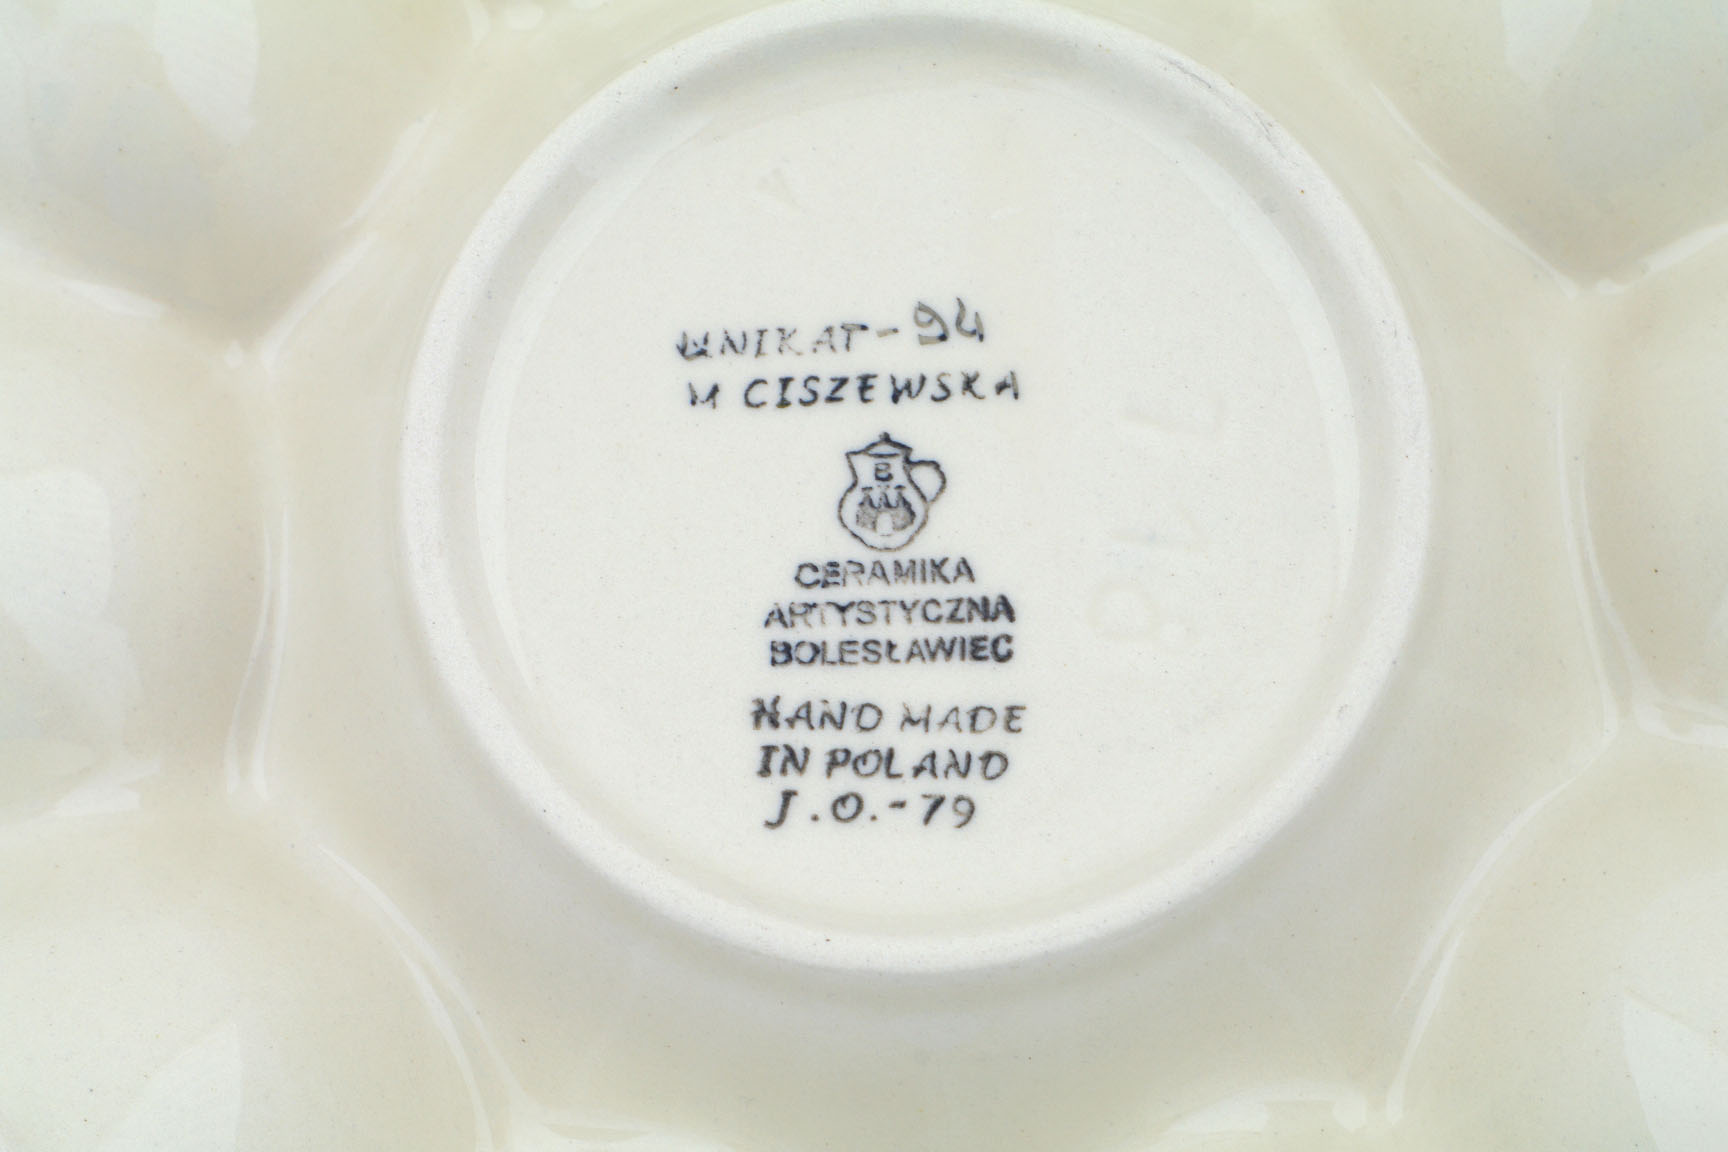 UNIKAT-94
M CISZEWSKA
B
CERAMIKA
ARTYSTYCZNA
BOLESŁAWIEC
HAND MADE
IN POLAND
J.O.-79